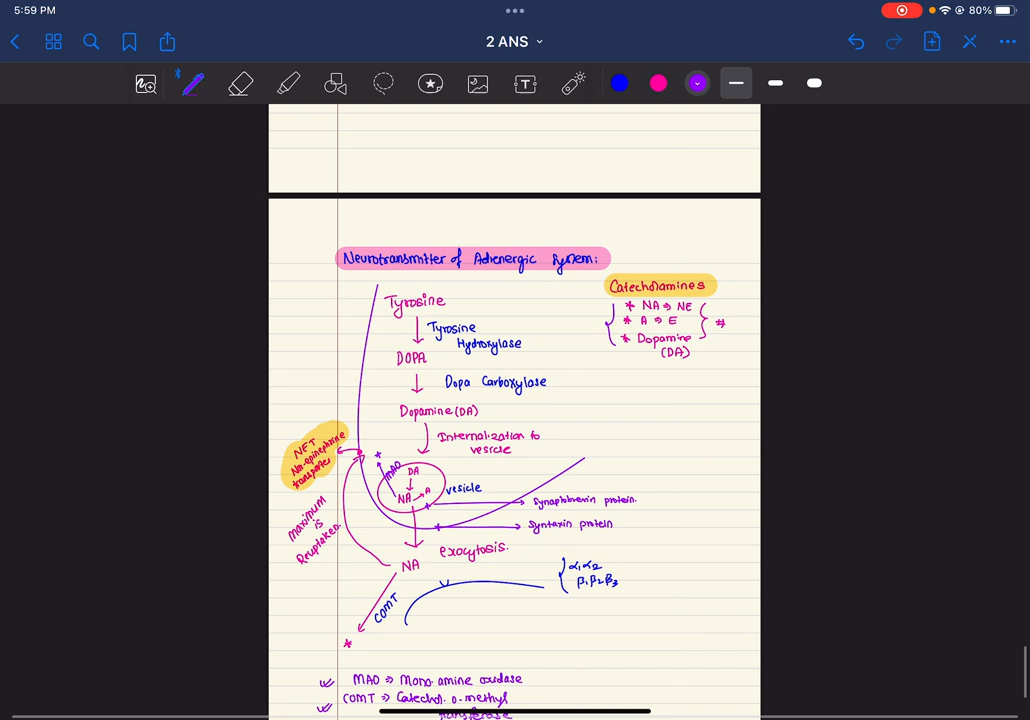 5:59 PM
80%
2 ANS
Neurotransmitter of Adrenergic System:
Catecholamines
* NA ⇒ NE
* A ⇒ E
* Dopamine
(DA)
Tyrosine
Tyrosine
Hydroxylase
DOPA
Dopa Carboxylase
Dopamine (DA)
Internalization to
vesicle
NET
Nor-epinephrine
transporter
MAO
DA
NA → A
vesicle
Synaptobrevin protein.
Syntaxin protein
maximum
is
Reuptaken.
exocytosis.
NA
α₁ α₂
β₁ β₂ β₃
COMT
*
MAO ⇒ Mono amine oxidase
COMT ⇒ Catechol o-methyl
transferase